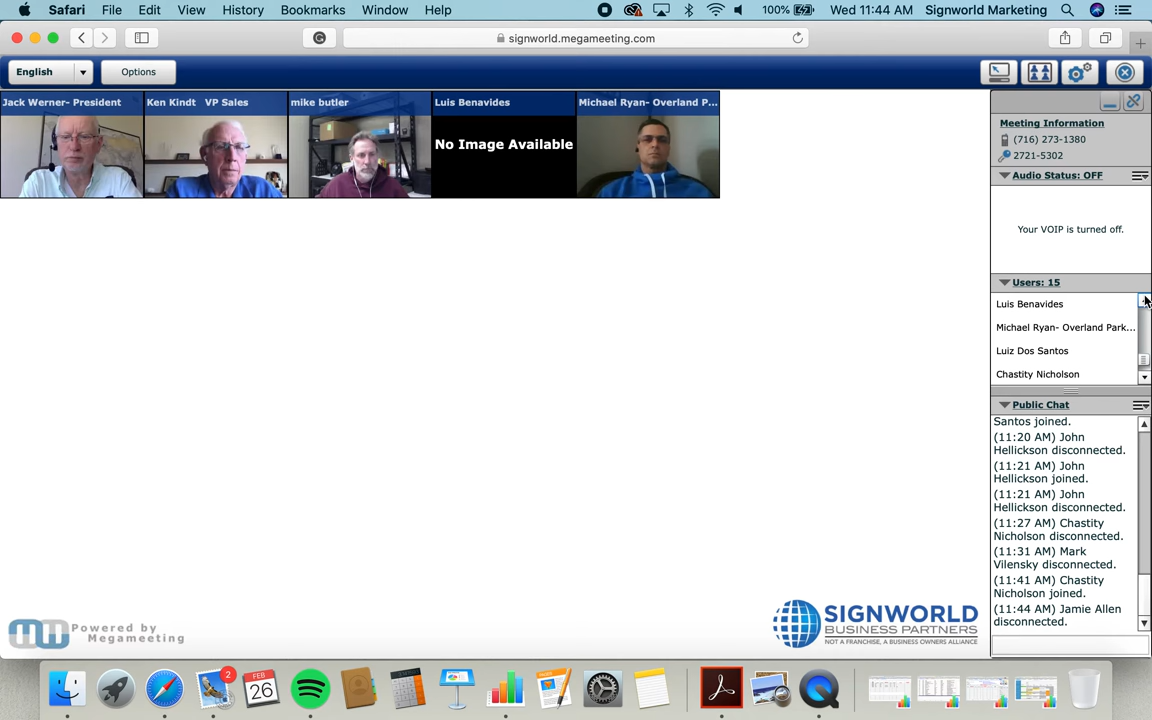 Safari File Edit View History Bookmarks Window Help 100% Wed 11:44 AM Signworld Marketing
signworld.megameeting.com
English Options
Jack Werner- President Ken Kindt VP Sales mike butler Luis Benavides Michael Ryan- Overland P...
No Image Available
Meeting Information
(716) 273-1380
2721-5302
Audio Status: OFF
Your VOIP is turned off.
Users: 15
Luis Benavides
Michael Ryan- Overland Park...
Luiz Dos Santos
Chastity Nicholson
Public Chat
Santos joined.
(11:20 AM) John
Hellickson disconnected.
(11:21 AM) John
Hellickson joined.
(11:21 AM) John
Hellickson disconnected.
(11:27 AM) Chastity
Nicholson disconnected.
(11:31 AM) Mark
Vilensky disconnected.
(11:41 AM) Chastity
Nicholson joined.
(11:44 AM) Jamie Allen
disconnected.
Powered by
Megameeting
SIGNWORLD
BUSINESS PARTNERS
NOT A FRANCHISE, A BUSINESS OWNERS ALLIANCE
2
FEB
26